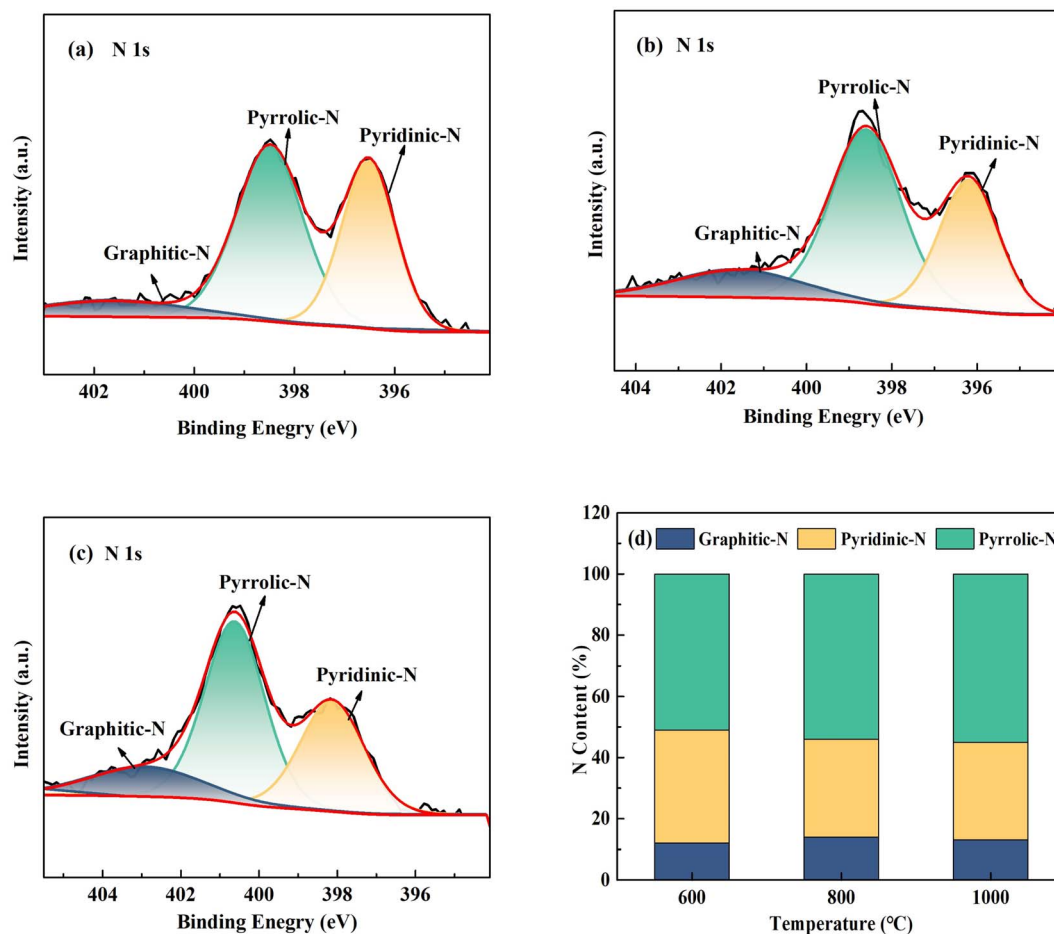 (a) N 1s
Pyrrolic-N
Pyridinic-N
Graphitic-N
Intensity (a.u.)
402 400 398 396
Binding Enegry (eV)
(b) N 1s
Pyrrolic-N
Pyridinic-N
Graphitic-N
Intensity (a.u.)
404 402 400 398 396
Binding Enegry (eV)
(c) N 1s
Pyrrolic-N
Pyridinic-N
Graphitic-N
Intensity (a.u.)
404 402 400 398 396
Binding Enegry (eV)
(d) Graphitic-N Pyridinic-N Pyrrolic-N
N Content (%)
120
100
80
60
40
20
0
600 800 1000
Temperature (℃)